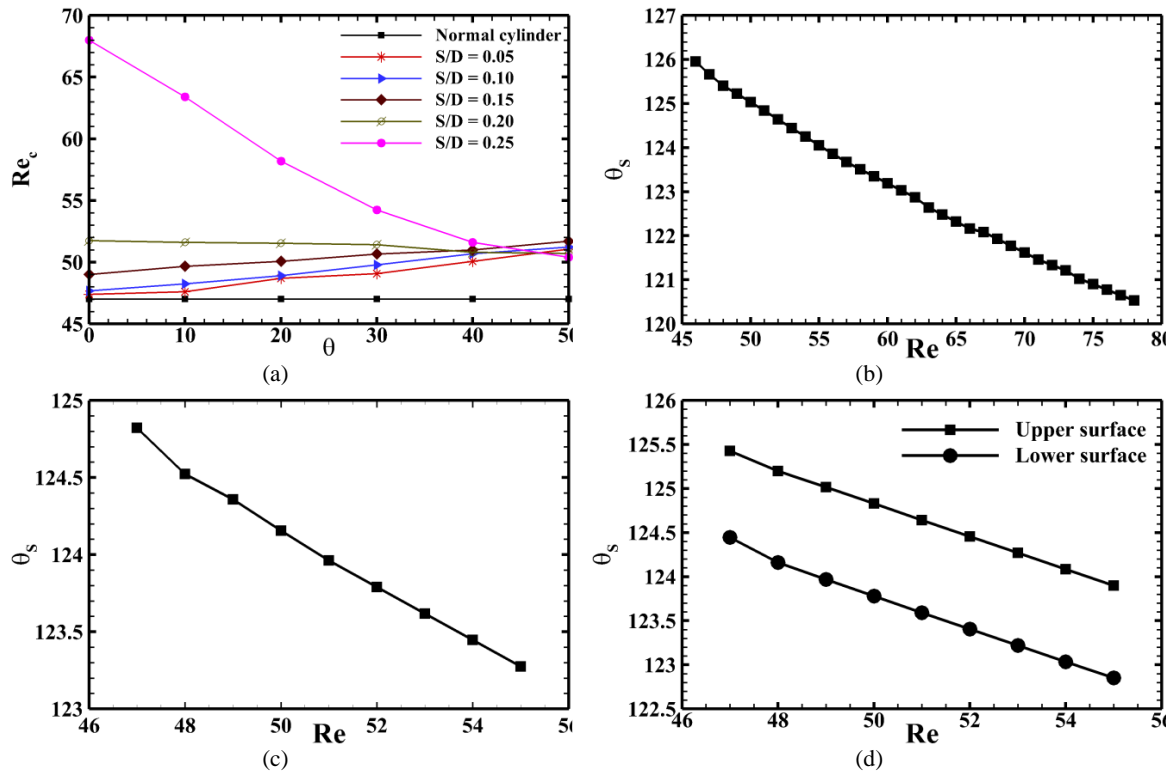 70
65
60
55
50
45
Re_c
0 10 20 30 40 50
θ
Normal cylinder
S/D = 0.05
S/D = 0.10
S/D = 0.15
S/D = 0.20
S/D = 0.25
(a)
127
126
125
124
123
122
121
120
θ_s
45 50 55 60 65 70 75 80
Re
(b)
125
124.5
124
123.5
123
θ_s
46 48 50 52 54 56
Re
(c)
126
125.5
125
124.5
124
123.5
123
122.5
θ_s
46 48 50 52 54 56
Re
Upper surface
Lower surface
(d)